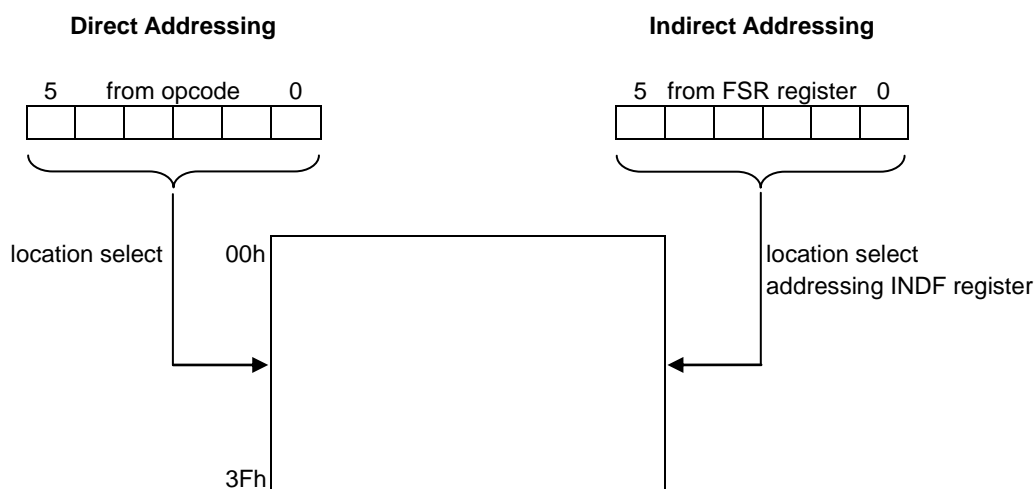 Direct Addressing
Indirect Addressing
5 from opcode 0
5 from FSR register 0
location select
00h
location select
addressing INDF register
3Fh